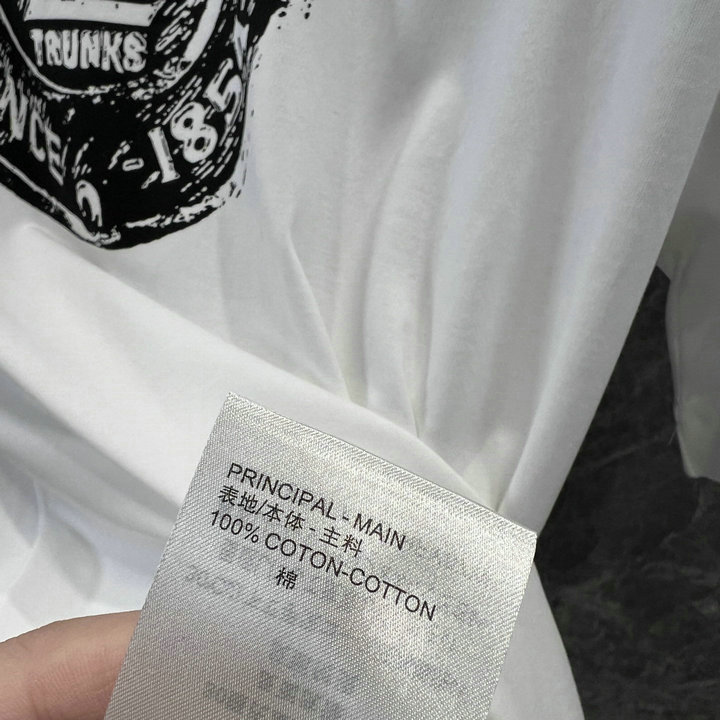 TRUNKS
NCE
-185
PRINCIPAL - MAIN
表地/本体 - 主料
100% COTON-COTTON
棉